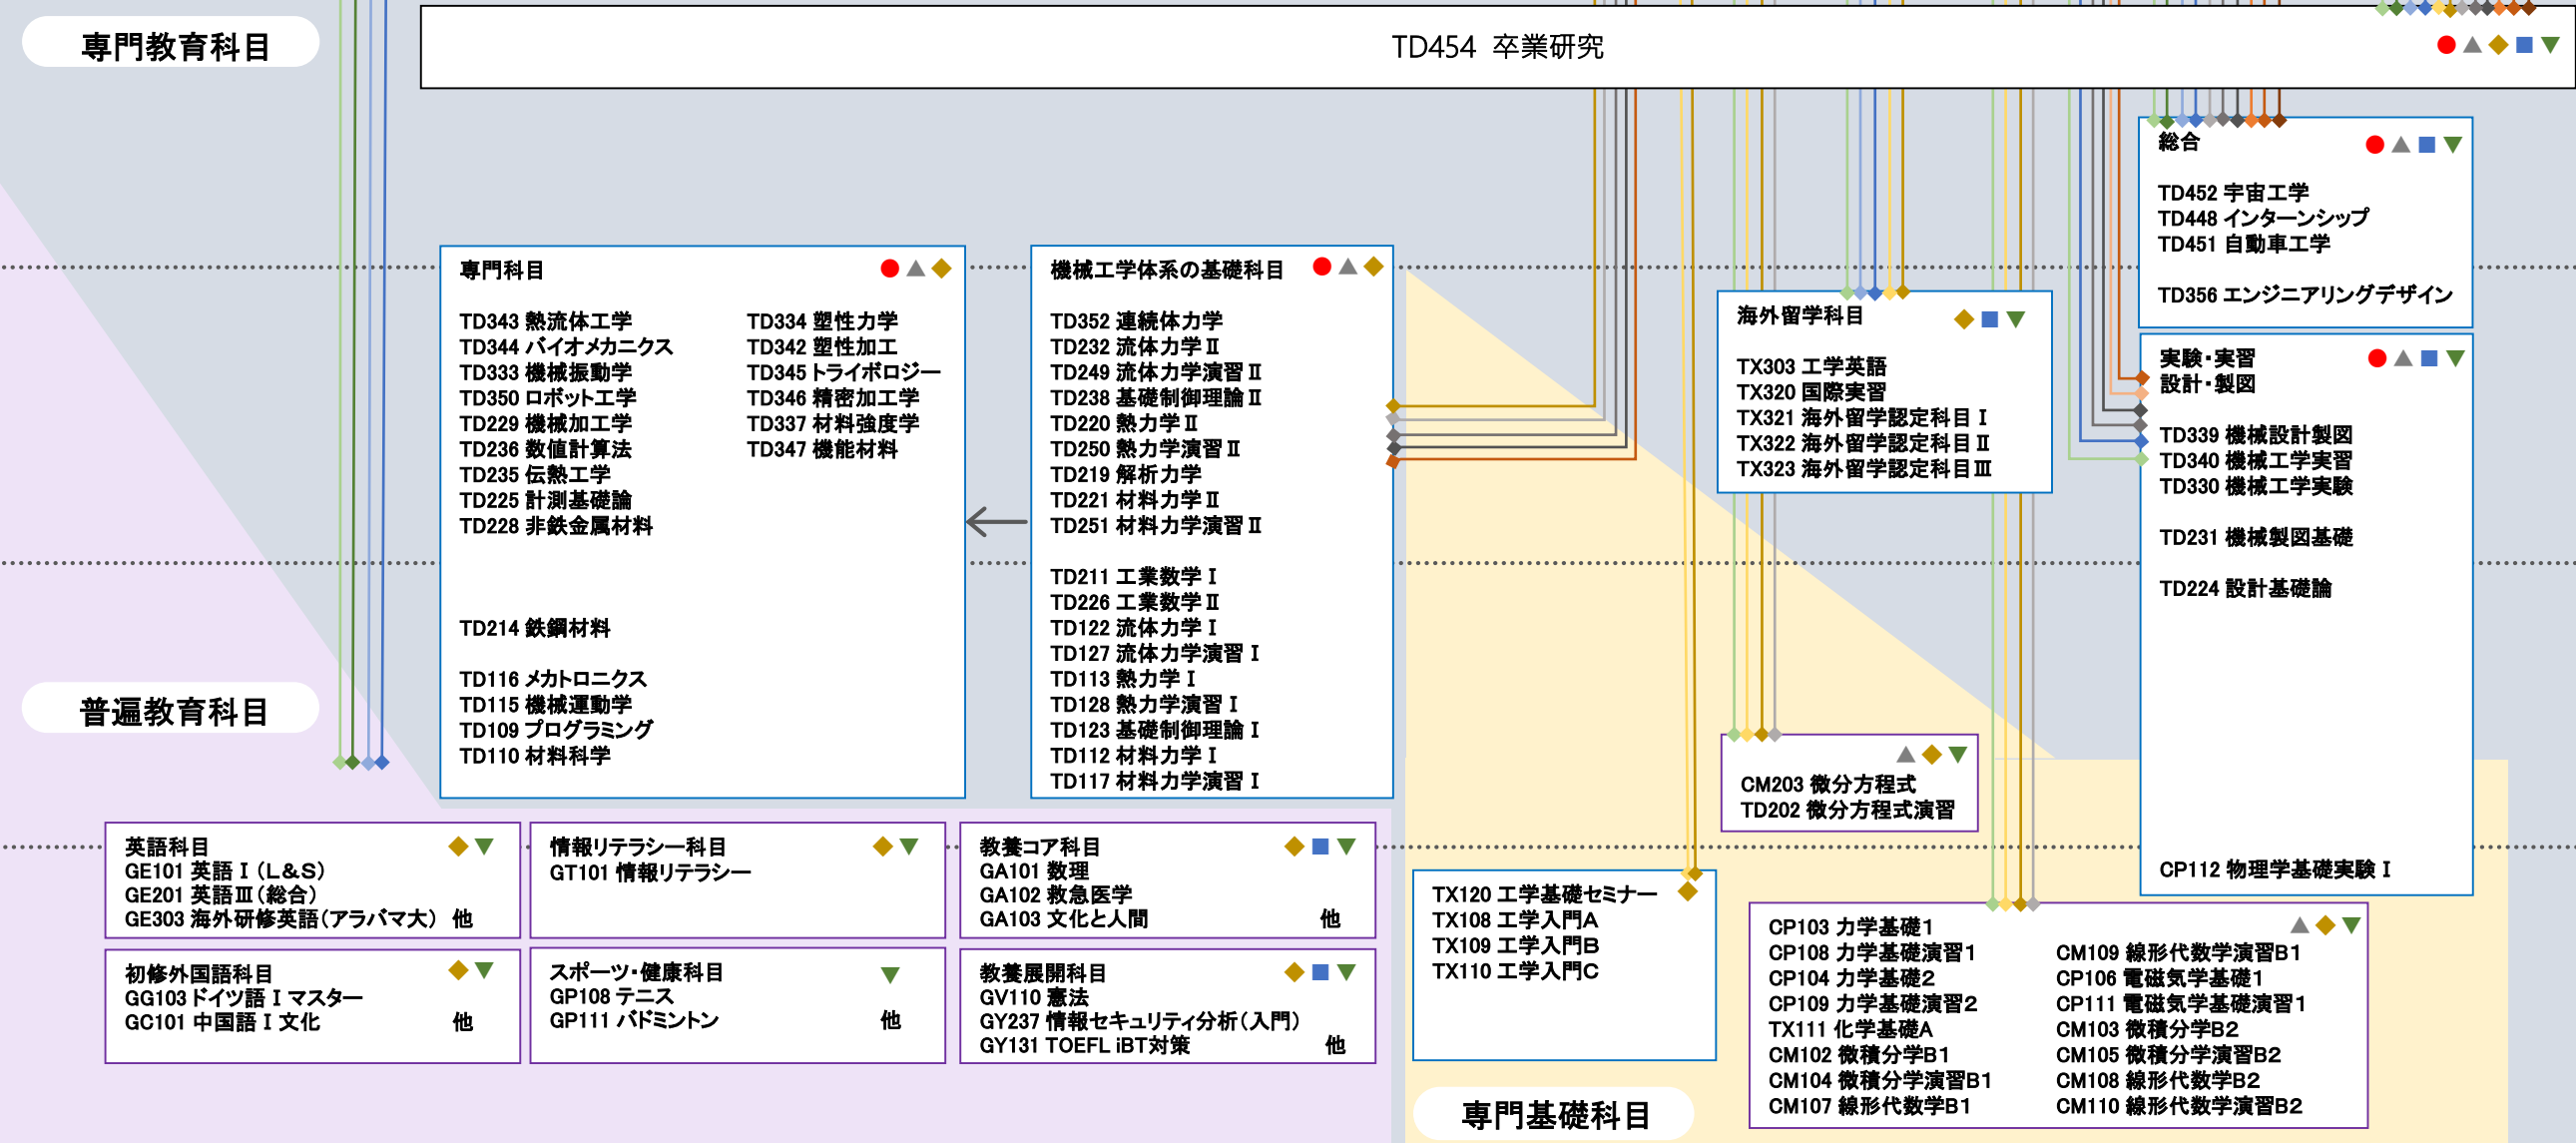 専門教育科目
TD454 卒業研究
総合
TD452 宇宙工学
TD448 インターンシップ
TD451 自動車工学
TD356 エンジニアリングデザイン
専門科目
TD343 熱流体工学
TD344 バイオメカニクス
TD333 機械振動学
TD350 ロボット工学
TD229 機械加工学
TD236 数値計算法
TD235 伝熱工学
TD225 計測基礎論
TD228 非鉄金属材料
TD214 鉄鋼材料
TD116 メカトロニクス
TD115 機械運動学
TD109 プログラミング
TD110 材料科学
TD334 塑性力学
TD342 塑性加工
TD345 トライボロジー
TD346 精密加工学
TD337 材料強度学
TD347 機能材料
機械工学体系の基礎科目
TD352 連続体力学
TD232 流体力学Ⅱ
TD249 流体力学演習Ⅱ
TD238 基礎制御理論Ⅱ
TD220 熱力学Ⅱ
TD250 熱力学演習Ⅱ
TD219 解析力学
TD221 材料力学Ⅱ
TD251 材料力学演習Ⅱ
TD211 工業数学Ⅰ
TD226 工業数学Ⅱ
TD122 流体力学Ⅰ
TD127 流体力学演習Ⅰ
TD113 熱力学Ⅰ
TD128 熱力学演習Ⅰ
TD123 基礎制御理論Ⅰ
TD112 材料力学Ⅰ
TD117 材料力学演習Ⅰ
海外留学科目
TX303 工学英語
TX320 国際実習
TX321 海外留学認定科目Ⅰ
TX322 海外留学認定科目Ⅱ
TX323 海外留学認定科目Ⅲ
実験・実習
設計・製図
TD339 機械設計製図
TD340 機械工学実習
TD330 機械工学実験
TD231 機械製図基礎
TD224 設計基礎論
CP112 物理学基礎実験Ⅰ
普遍教育科目
CM203 微分方程式
TD202 微分方程式演習
英語科目
GE101 英語Ⅰ（L＆S）
GE201 英語Ⅲ（総合）
GE303 海外研修英語（アラバマ大） 他
情報リテラシー科目
GT101 情報リテラシー
教養コア科目
GA101 数理
GA102 救急医学
GA103 文化と人間 他
初修外国語科目
GG103 ドイツ語Ⅰマスター
GC101 中国語Ⅰ文化 他
スポーツ・健康科目
GP108 テニス
GP111 バドミントン 他
教養展開科目
GV110 憲法
GY237 情報セキュリティ分析（入門）
GY131 TOEFL iBT対策 他
TX120 工学基礎セミナー
TX108 工学入門A
TX109 工学入門B
TX110 工学入門C
CP103 力学基礎1
CP108 力学基礎演習1
CP104 力学基礎2
CP109 力学基礎演習2
TX111 化学基礎A
CM102 微積分学B1
CM104 微積分学演習B1
CM107 線形代数学B1
CM109 線形代数学演習B1
CP106 電磁気学基礎1
CP111 電磁気学基礎演習1
CM103 微積分学B2
CM105 微積分学演習B2
CM108 線形代数学B2
CM110 線形代数学演習B2
専門基礎科目